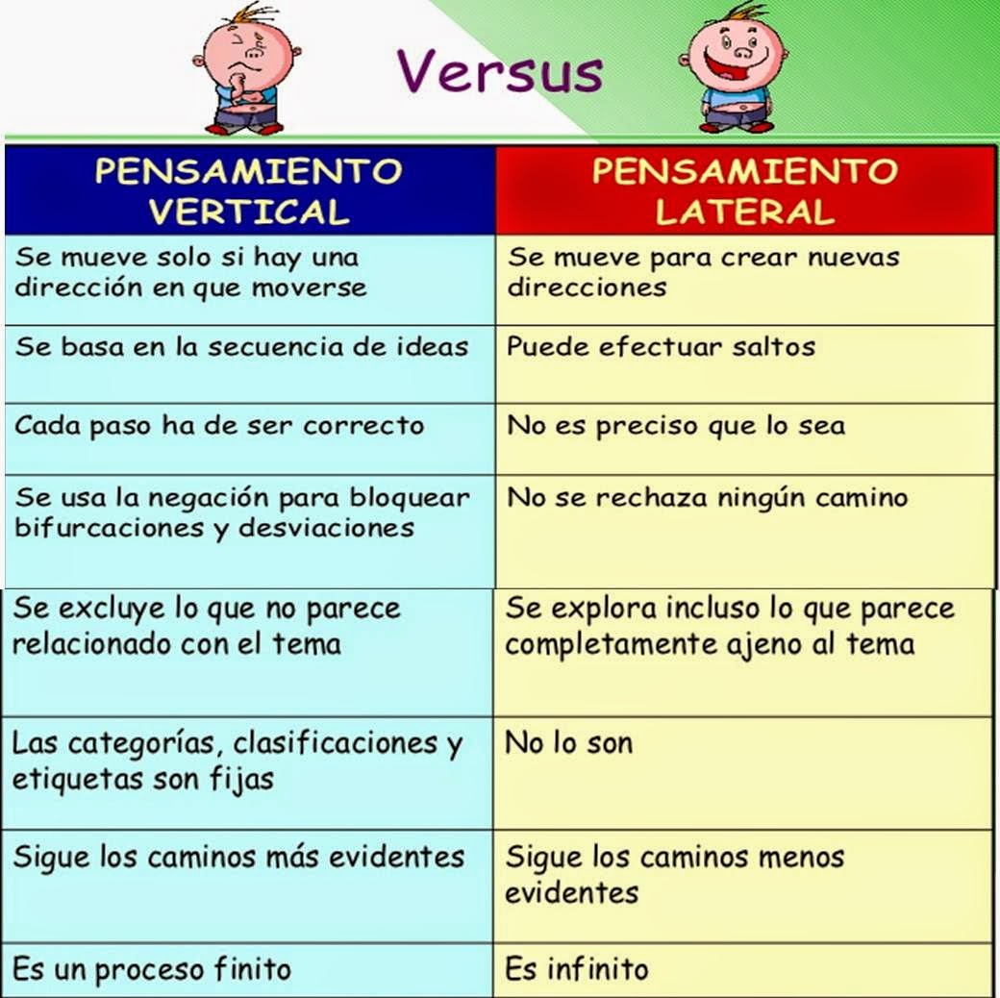 Versus
PENSAMIENTO
VERTICAL
PENSAMIENTO
LATERAL
Se mueve solo si hay una
dirección en que moverse
Se mueve para crear nuevas
direcciones
Se basa en la secuencia de ideas
Puede efectuar saltos
Cada paso ha de ser correcto
No es preciso que lo sea
Se usa la negación para bloquear
bifurcaciones y desviaciones
No se rechaza ningún camino
Se excluye lo que no parece
relacionado con el tema
Se explora incluso lo que parece
completamente ajeno al tema
Las categorías, clasificaciones y
etiquetas son fijas
No lo son
Sigue los caminos más evidentes
Sigue los caminos menos
evidentes
Es un proceso finito
Es infinito